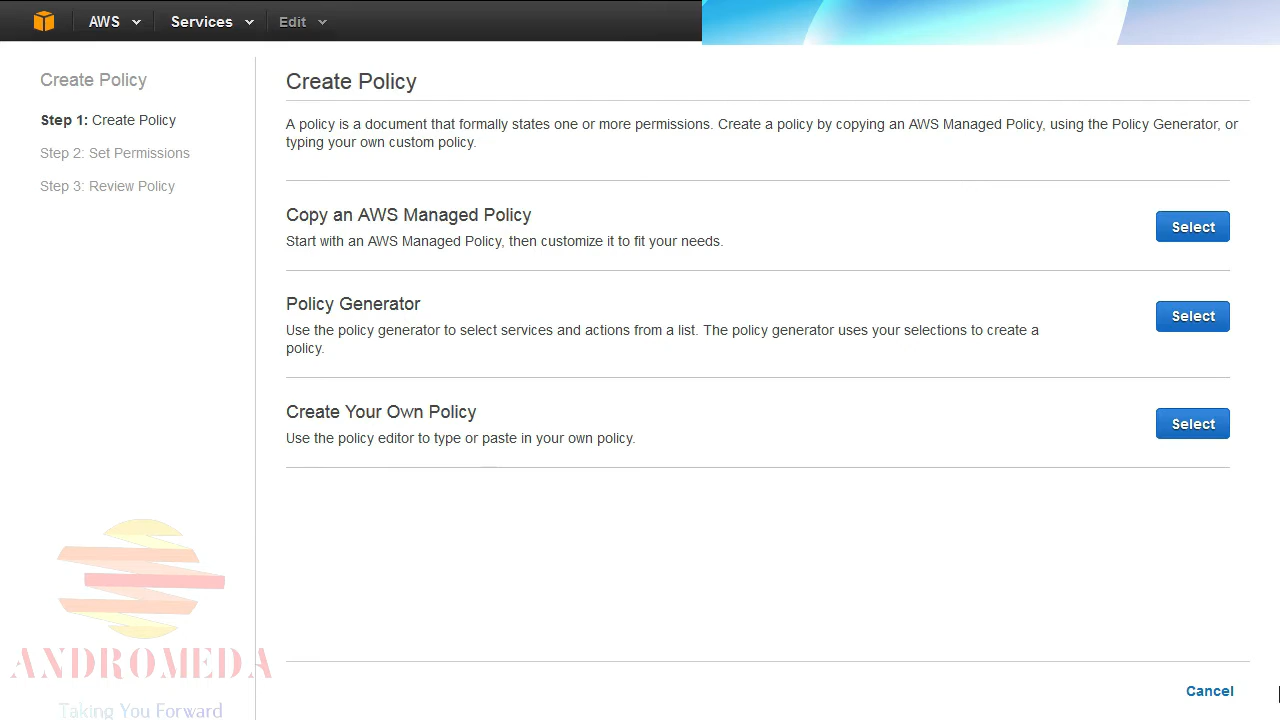 AWS Services Edit
Create Policy
Step 1: Create Policy
Step 2: Set Permissions
Step 3: Review Policy
Create Policy
A policy is a document that formally states one or more permissions. Create a policy by copying an AWS Managed Policy, using the Policy Generator, or
typing your own custom policy.
Copy an AWS Managed Policy
Start with an AWS Managed Policy, then customize it to fit your needs.
Select
Policy Generator
Use the policy generator to select services and actions from a list. The policy generator uses your selections to create a
policy.
Select
Create Your Own Policy
Use the policy editor to type or paste in your own policy.
Select
Cancel
ANDROMEDA
Taking You Forward